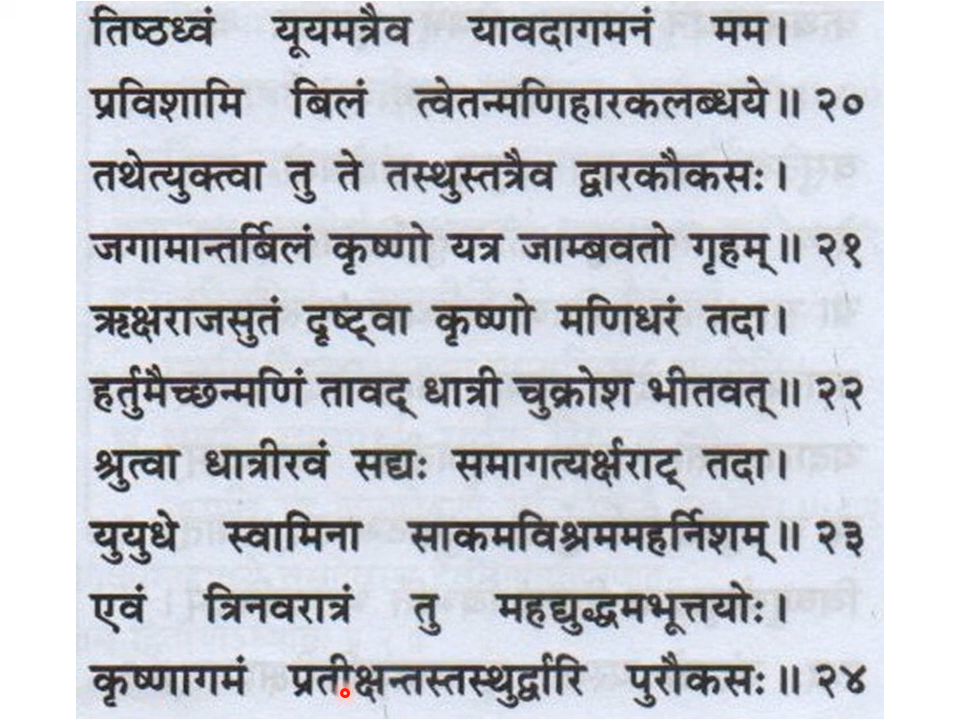 तिष्ठध्वं यूयमत्रैव यावदागमनं मम।
प्रविशामि बिलं त्वेतन्मणिहारकलब्धये॥ २०
तथेत्युक्त्वा तु ते तस्थुस्तत्रैव द्वारकौकसः।
जगामान्तर्बिलं कृष्णो यत्र जाम्बवतो गृहम्॥ २१
ऋक्षराजसुतं दृष्ट्वा कृष्णो मणिधरं तदा।
हर्तुमैच्छन्मणिं तावद् धात्री चुक्रोश भीतवत्॥ २२
श्रुत्वा धात्रीरवं सद्यः समागत्यर्क्षराट् तदा।
युयुधे स्वामिना साकमविश्रममहर्निशम्॥ २३
एवं त्रिनवरात्रं तु महद्युद्धमभूत्तयोः।
कृष्णागमं प्रतीक्षन्तस्तस्थुर्द्वारि पुरौकसः॥ २४